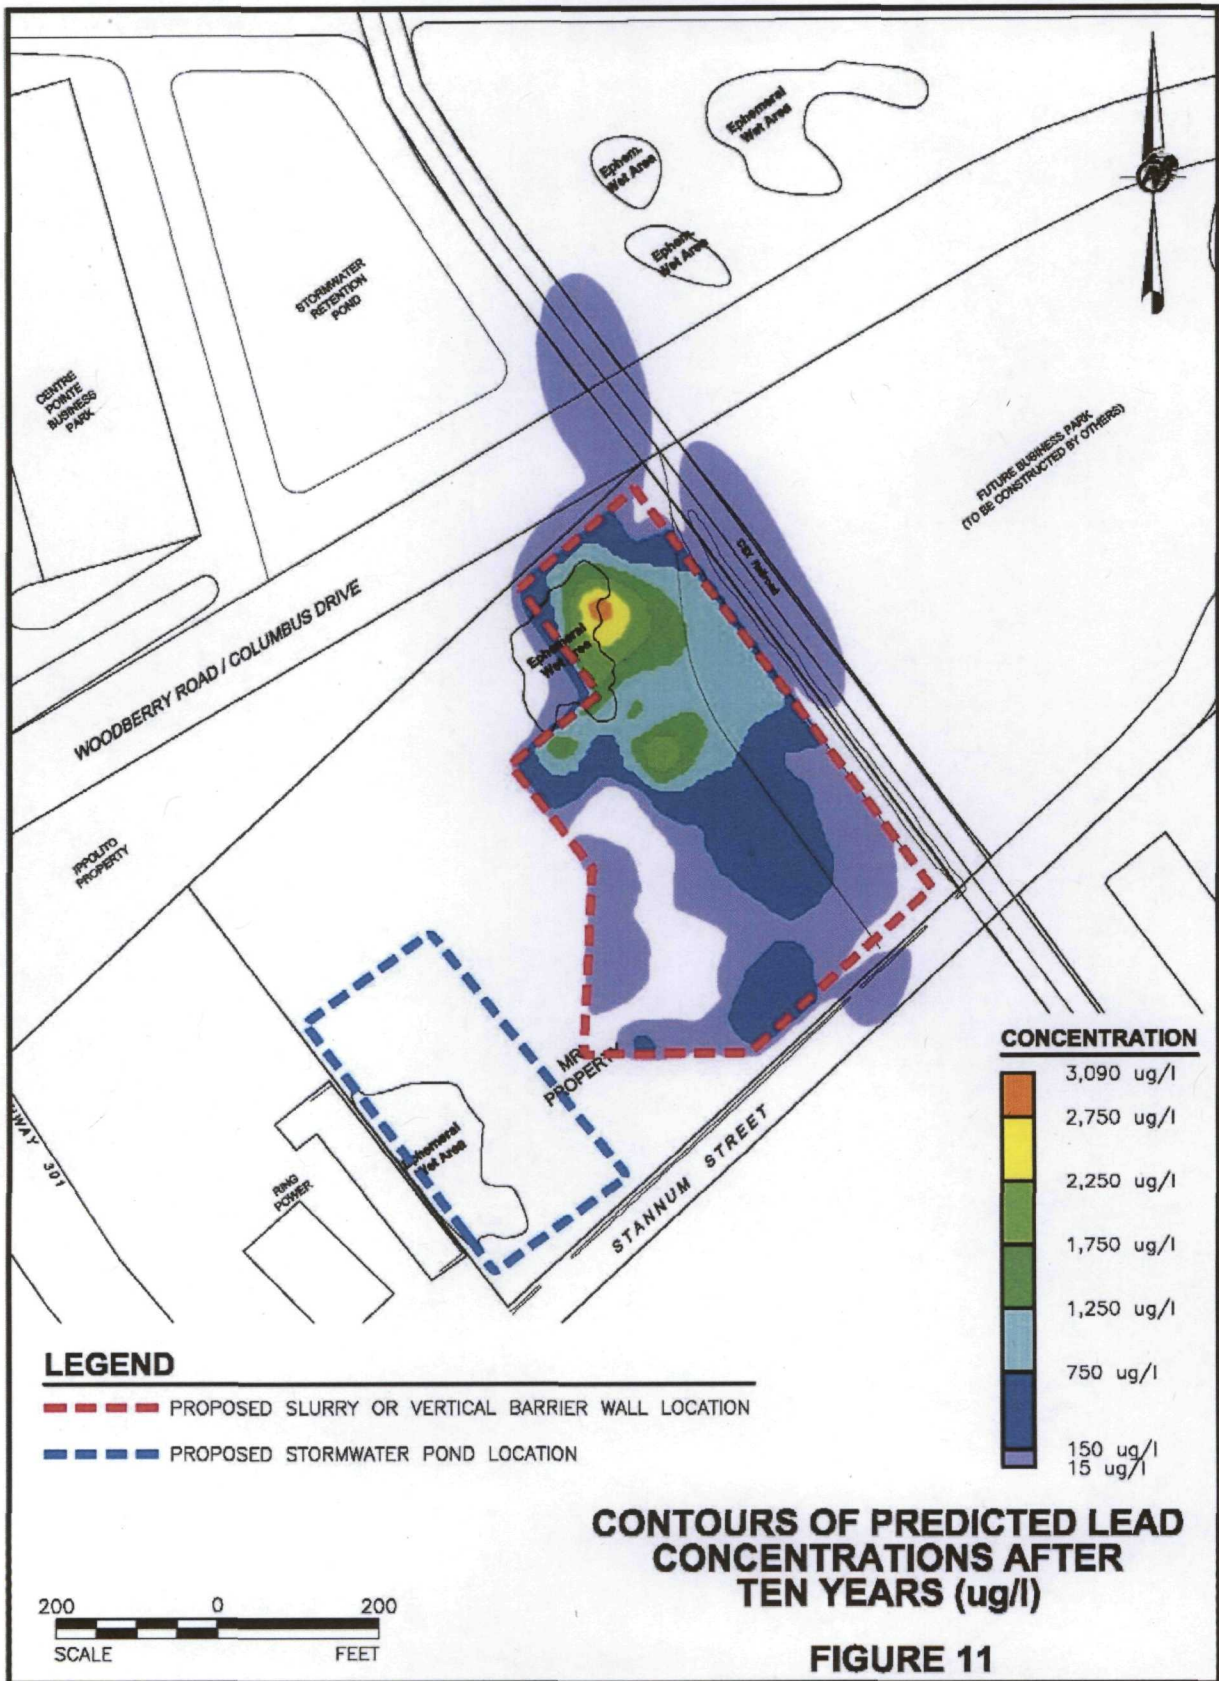 Ephemeral
Wet Area
Ephem.
Wet Area
Ephem.
Wet Area
STORMWATER
RETENTION
POND
CENTRE
POINTE
BUSINESS
PARK
FUTURE BUSINESS PARK
(TO BE CONSTRUCTED BY OTHERS)
CSX Railroad
WOODBERRY ROAD / COLUMBUS DRIVE
Ephemeral
Wet Area
IPPOLITO
PROPERTY
PROPERTY
Ephemeral
Wet Area
RING
POWER
301
STANNUM STREET
CONCENTRATION
3,090 ug/l
2,750 ug/l
2,250 ug/l
1,750 ug/l
1,250 ug/l
750 ug/l
150 ug/l
15 ug/l
LEGEND
PROPOSED SLURRY OR VERTICAL BARRIER WALL LOCATION
PROPOSED STORMWATER POND LOCATION
CONTOURS OF PREDICTED LEAD
CONCENTRATIONS AFTER
TEN YEARS (ug/l)
200 0 200
SCALE FEET
FIGURE 11